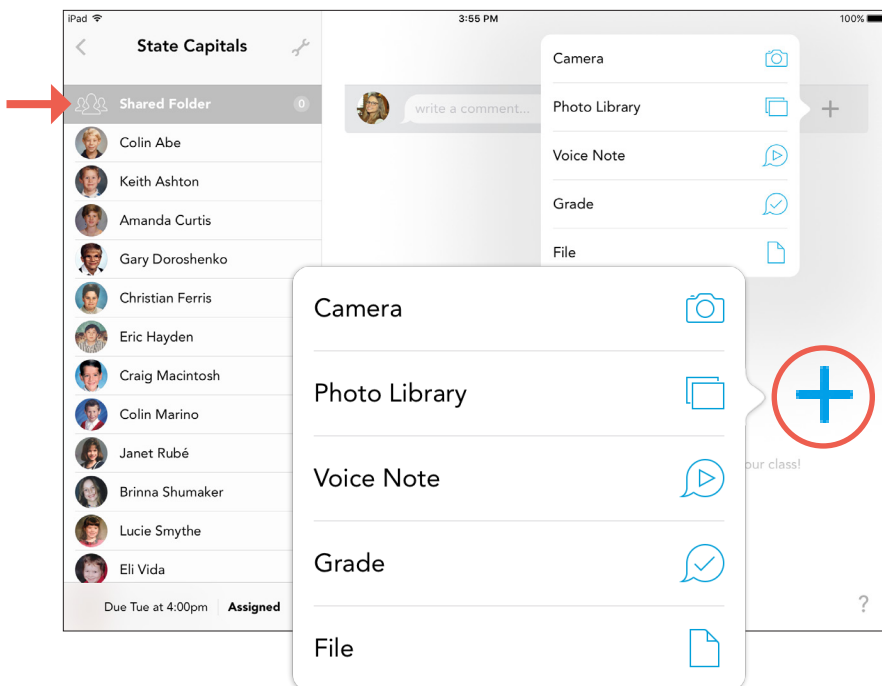 iPad
3:55 PM
100%
State Capitals
Shared Folder
0
Colin Abe
Keith Ashton
Amanda Curtis
Gary Doroshenko
Christian Ferris
Eric Hayden
Craig Macintosh
Colin Marino
Janet Rubé
Brinna Shumaker
Lucie Smythe
Eli Vida
Due Tue at 4:00pm
Assigned
write a comment...
Camera
Photo Library
Voice Note
Grade
File
Camera
Photo Library
Voice Note
Grade
File
class!
?